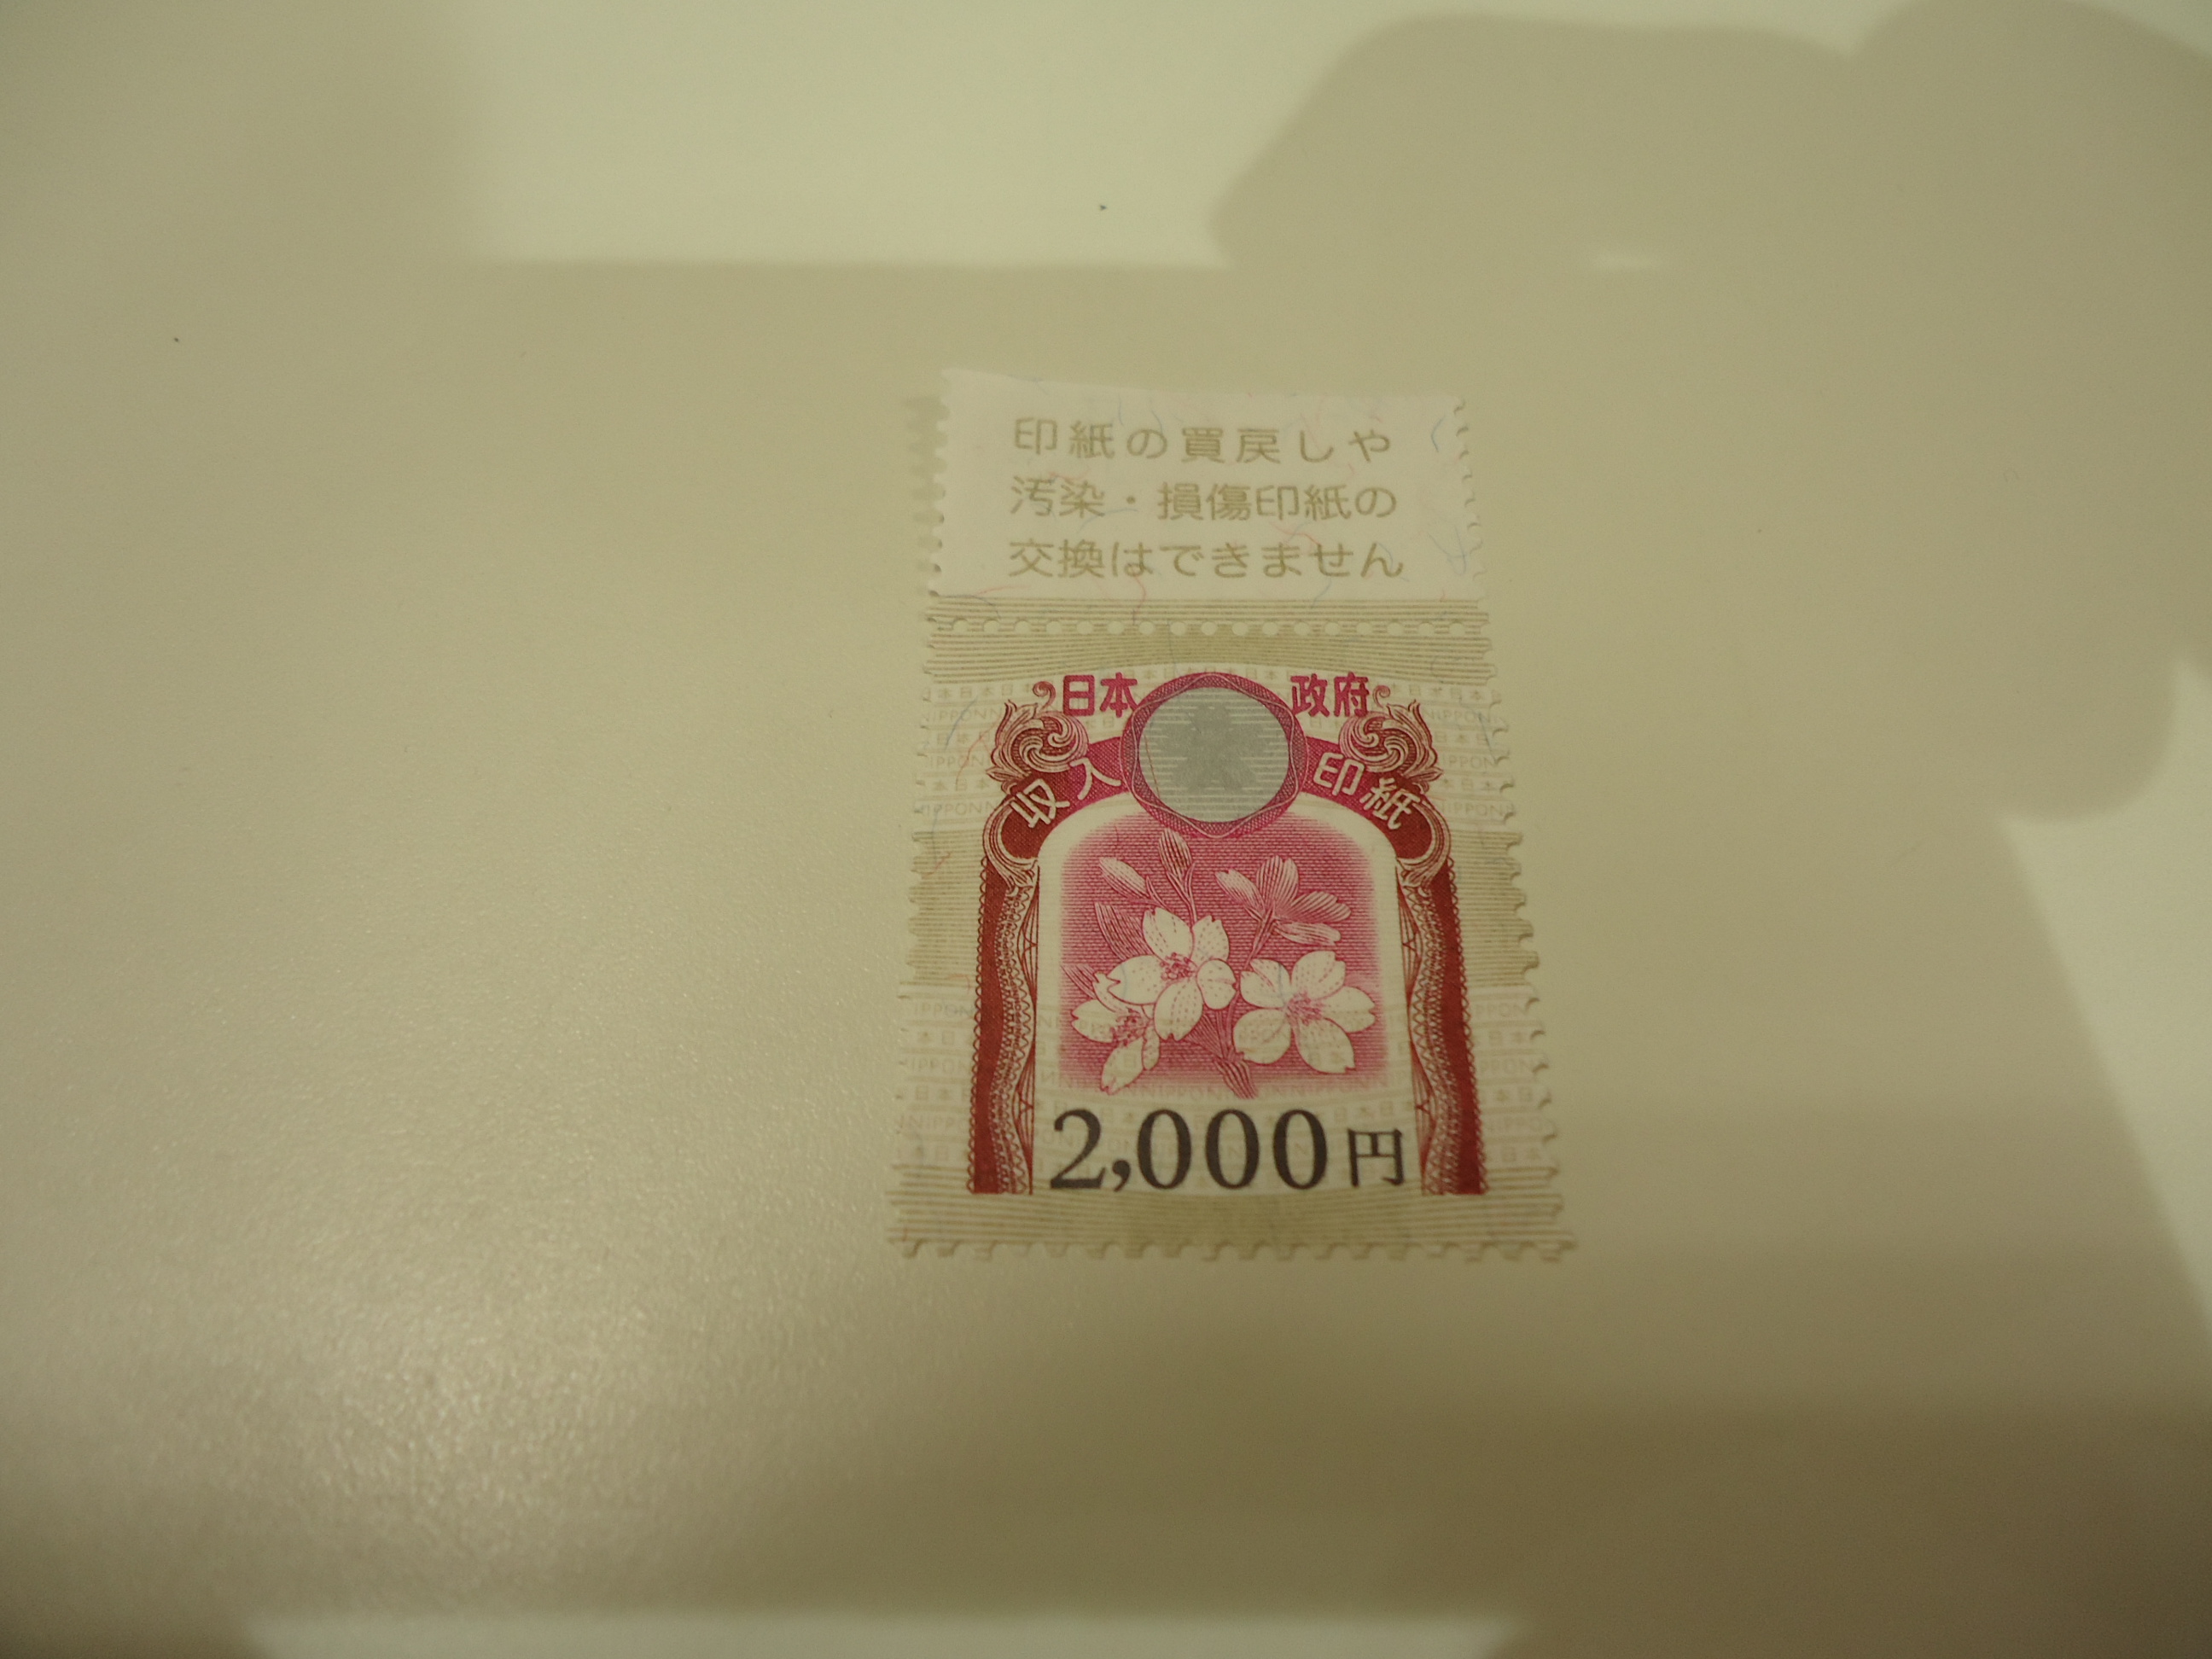 印紙の買戻しや
汚染・損傷印紙の
交換はできません
日本 政府
収入 印紙
2,000円